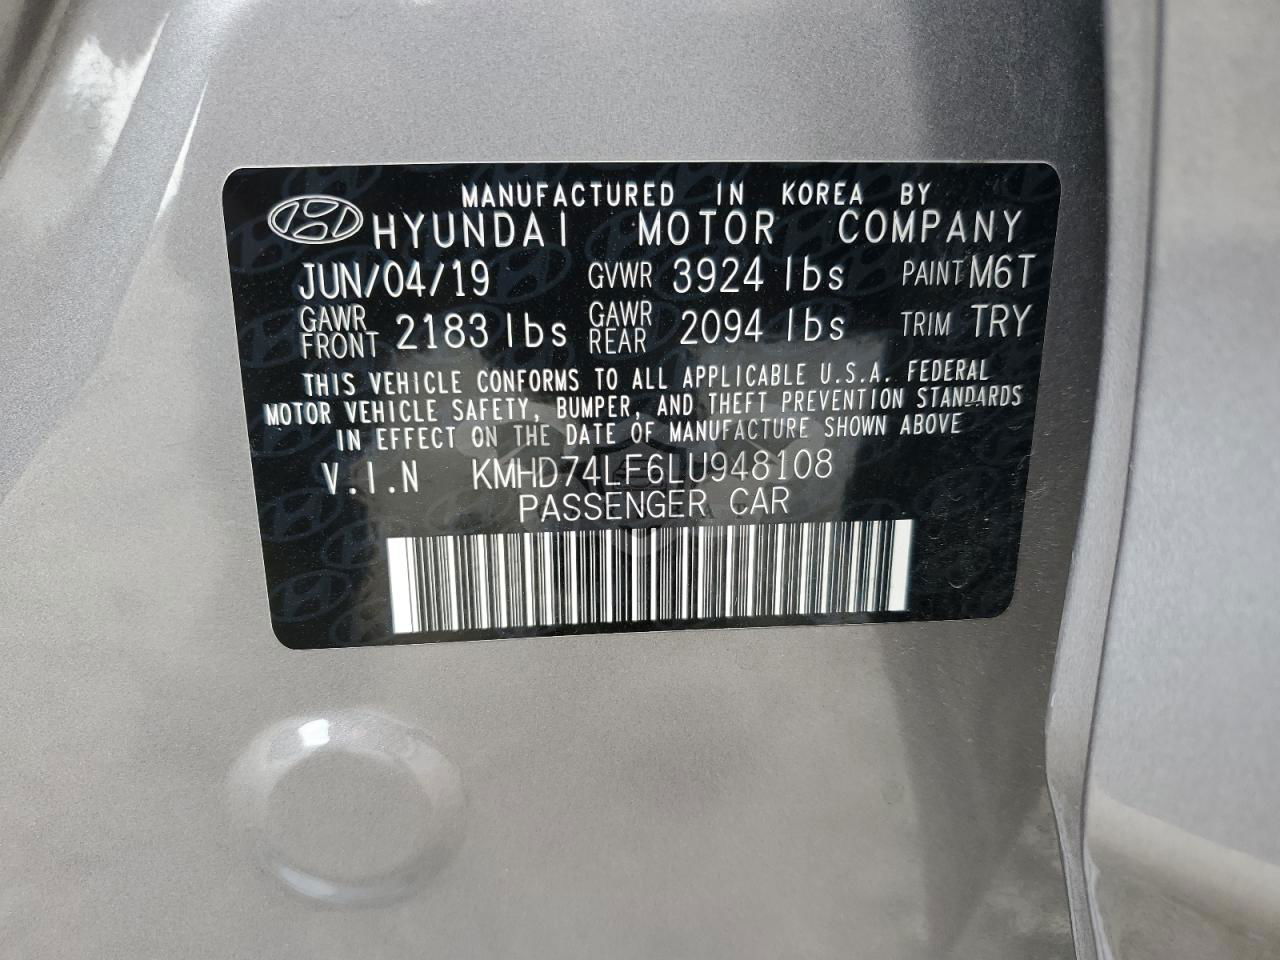 MANUFACTURED IN KOREA BY
HYUNDAI MOTOR COMPANY
JUN/04/19 GVWR 3924 lbs PAINT M6T
GAWR FRONT 2183 lbs GAWR REAR 2094 lbs TRIM TRY
THIS VEHICLE CONFORMS TO ALL APPLICABLE U.S.A. FEDERAL
MOTOR VEHICLE SAFETY, BUMPER, AND THEFT PREVENTION STANDARDS
IN EFFECT ON THE DATE OF MANUFACTURE SHOWN ABOVE
V.I.N KMHD74LF6LU948108
PASSENGER CAR